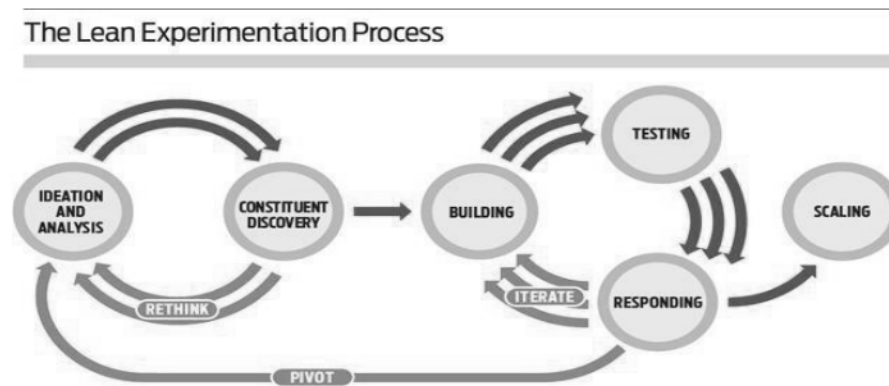 The Lean Experimentation Process
IDEATION
AND
ANALYSIS
CONSTITUENT
DISCOVERY
BUILDING
TESTING
SCALING
RESPONDING
RETHINK
ITERATE
PIVOT